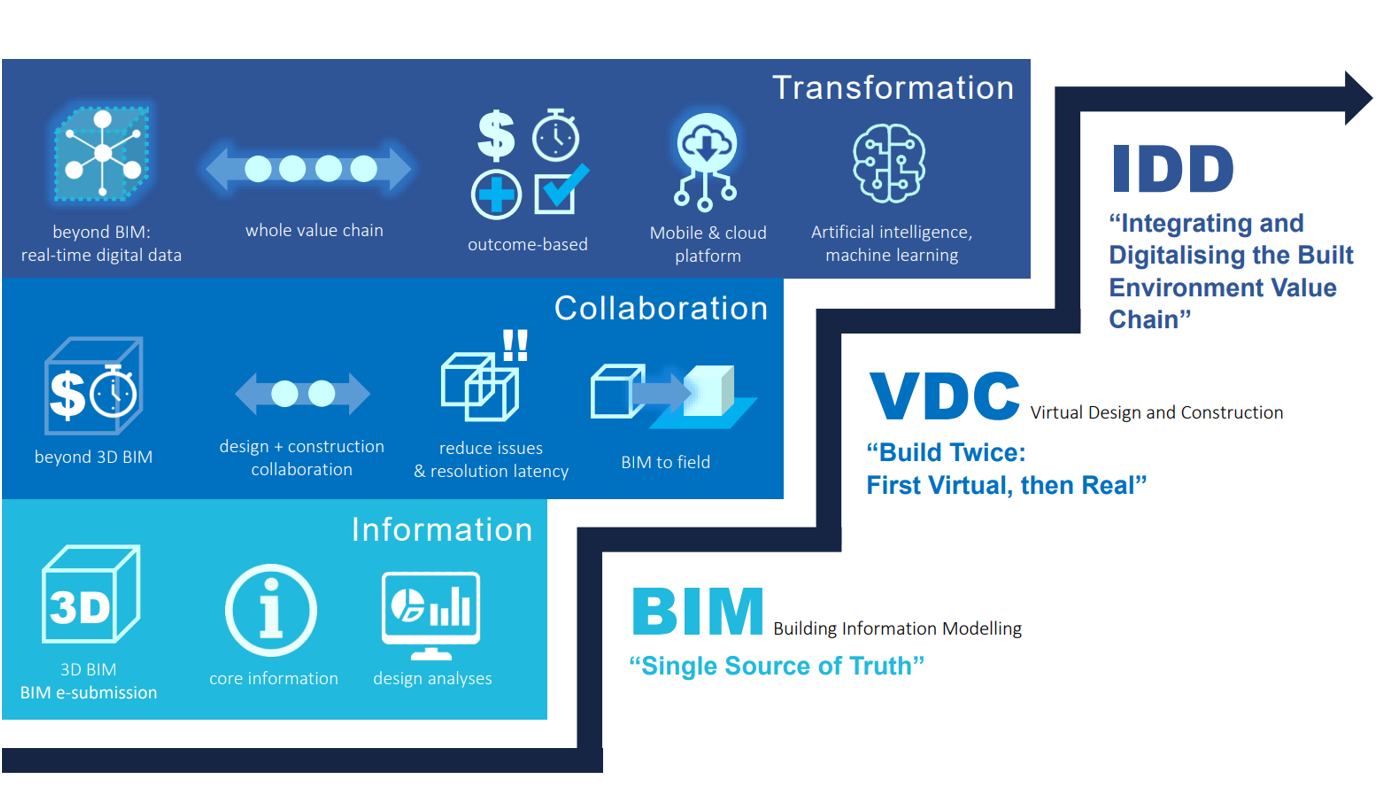 Transformation
$
beyond BIM:
real-time digital data
whole value chain
outcome-based
Mobile & cloud
platform
Artificial intelligence,
machine learning
IDD
“Integrating and
Digitalising the Built
Environment Value
Chain”
Collaboration
$
!!
beyond 3D BIM
design + construction
collaboration
reduce issues
& resolution latency
BIM to field
VDC Virtual Design and Construction
“Build Twice:
First Virtual, then Real”
Information
3D
i
3D BIM
BIM e-submission
core information
design analyses
BIM Building Information Modelling
“Single Source of Truth”